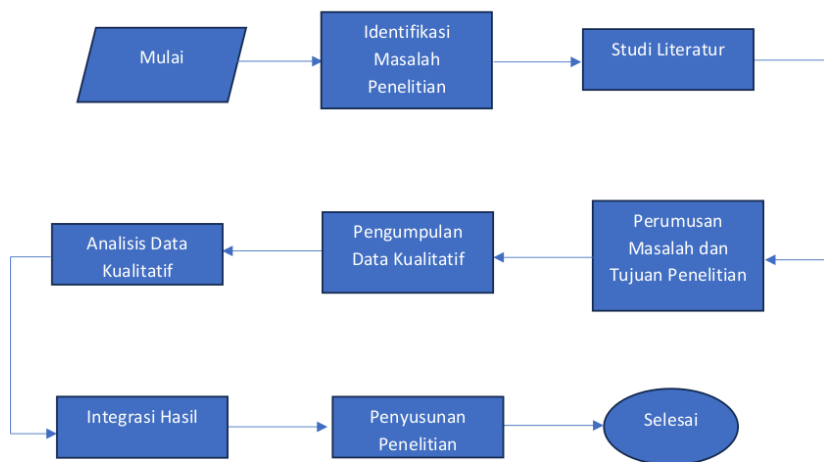 Mulai
Identifikasi
Masalah
Penelitian
Studi Literatur
Perumusan
Masalah dan
Tujuan Penelitian
Pengumpulan
Data Kualitatif
Analisis Data
Kualitatif
Integrasi Hasil
Penyusunan
Penelitian
Selesai